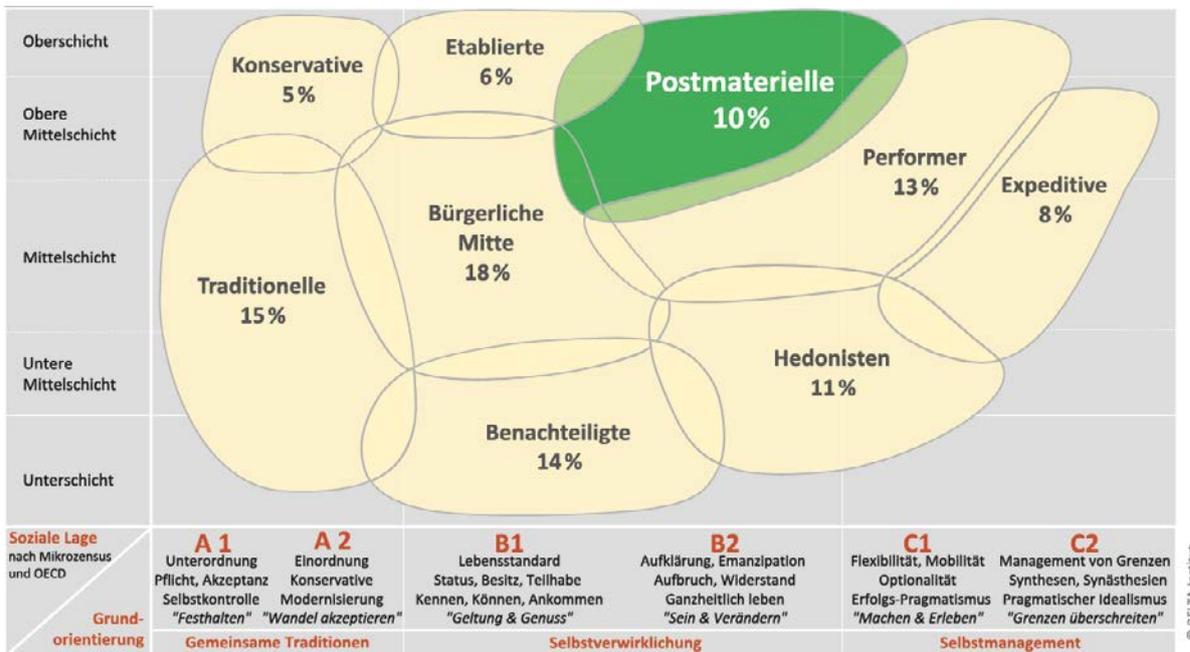 Oberschicht
Obere
Mittelschicht
Mittelschicht
Untere
Mittelschicht
Unterschicht
Konservative
5 %
Etablierte
6 %
Postmaterielle
10 %
Performer
13 %
Expeditive
8 %
Bürgerliche
Mitte
18 %
Traditionelle
15 %
Hedonisten
11 %
Benachteiligte
14 %
Soziale Lage
nach Mikrozensus
und OECD
Grund-
orientierung
A 1
Unterordnung
Pflicht, Akzeptanz
Selbstkontrolle
"Festhalten"
A 2
Einordnung
Konservative
Modernisierung
"Wandel akzeptieren"
B1
Lebensstandard
Status, Besitz, Teilhabe
Kennen, Können, Ankommen
"Geltung & Genuss"
B2
Aufklärung, Emanzipation
Aufbruch, Widerstand
Ganzheitlich leben
"Sein & Verändern"
C1
Flexibilität, Mobilität
Optionalität
Erfolgs-Pragmatismus
"Machen & Erleben"
C2
Management von Grenzen
Synthesen, Synästhesien
Pragmatischer Idealismus
"Grenzen überschreiten"
Gemeinsame Traditionen
Selbstverwirklichung
Selbstmanagement